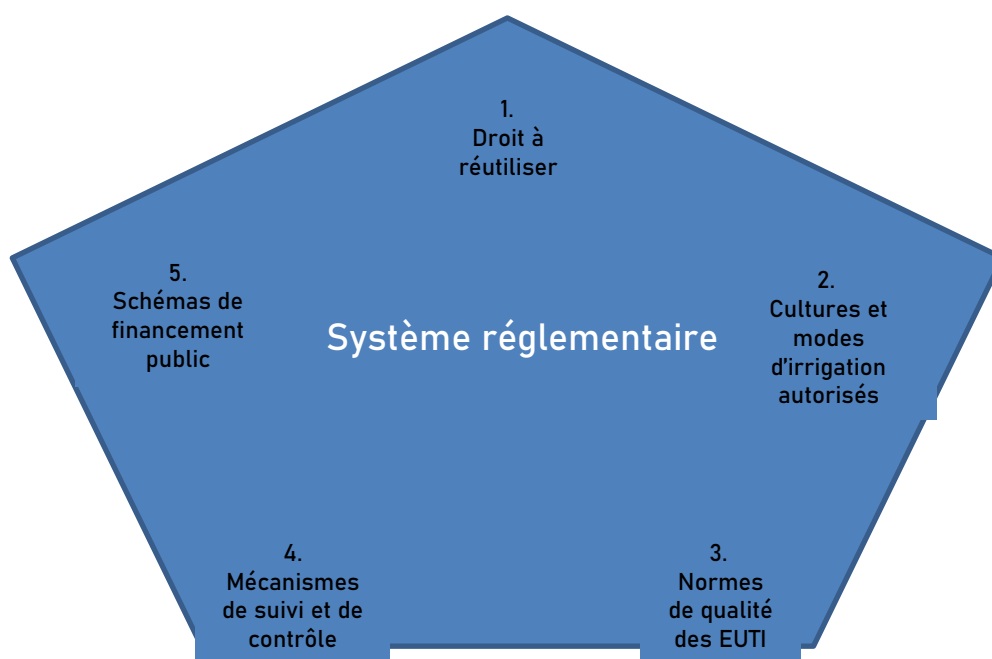 1.
Droit à
réutiliser
5.
Schémas de
financement
public
Système réglementaire
2.
Cultures et
modes
d'irrigation
autorisés
4.
Mécanismes
de suivi et de
contrôle
3.
Normes
de qualité
des EUTI